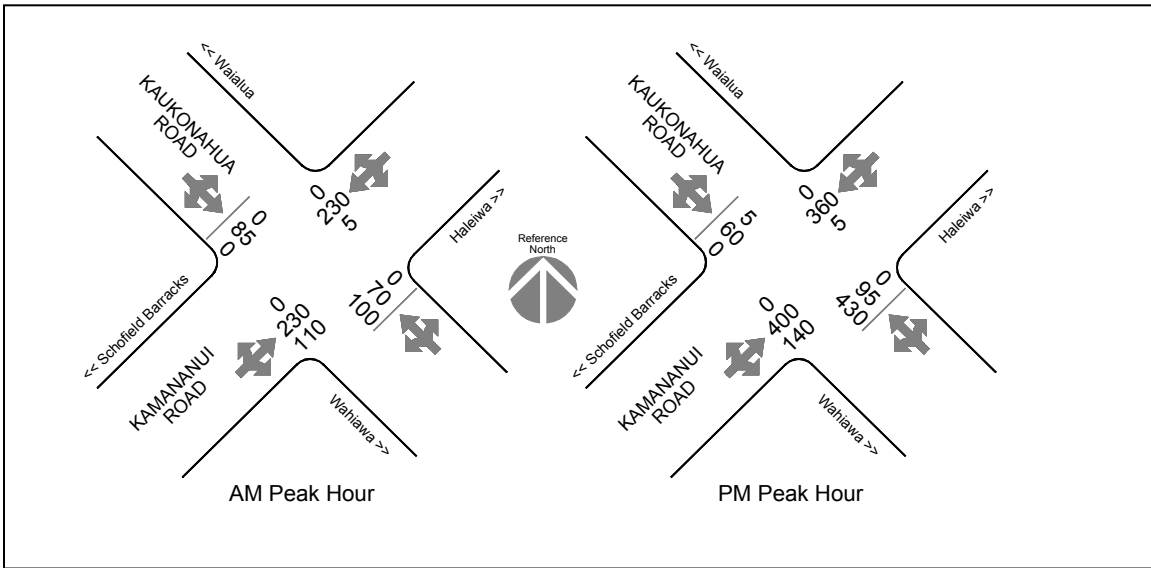 << Waialua
KAUKONAHUA
ROAD
0
230
5
0
85
0
Haleiwa >>
<< Schofield Barracks
0
70
100
0
230
110
KAMANANUI
ROAD
Wahiawa >>
AM Peak Hour
Reference
North
<< Waialua
KAUKONAHUA
ROAD
0
360
5
5
60
0
Haleiwa >>
<< Schofield Barracks
0
95
430
0
400
140
KAMANANUI
ROAD
Wahiawa >>
PM Peak Hour